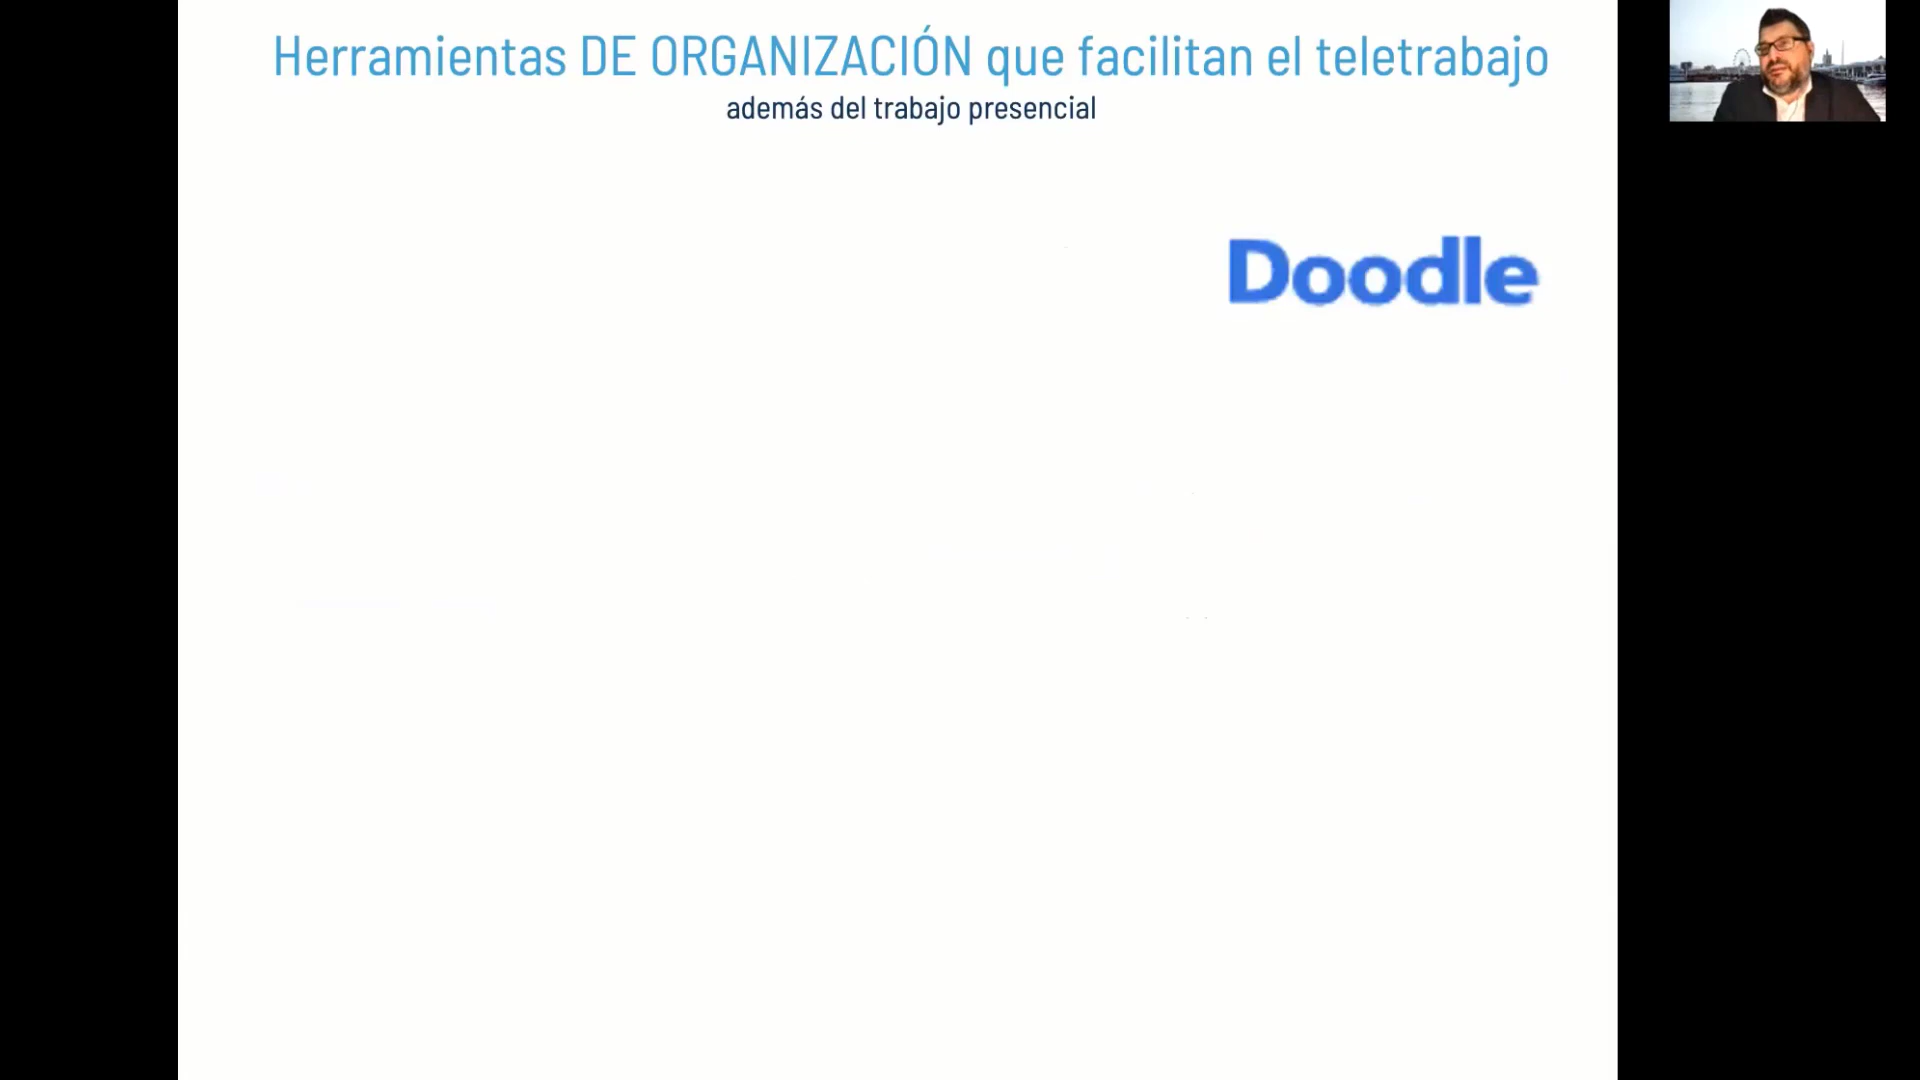 Herramientas DE ORGANIZACIÓN que facilitan el teletrabajo
además del trabajo presencial
Doodle